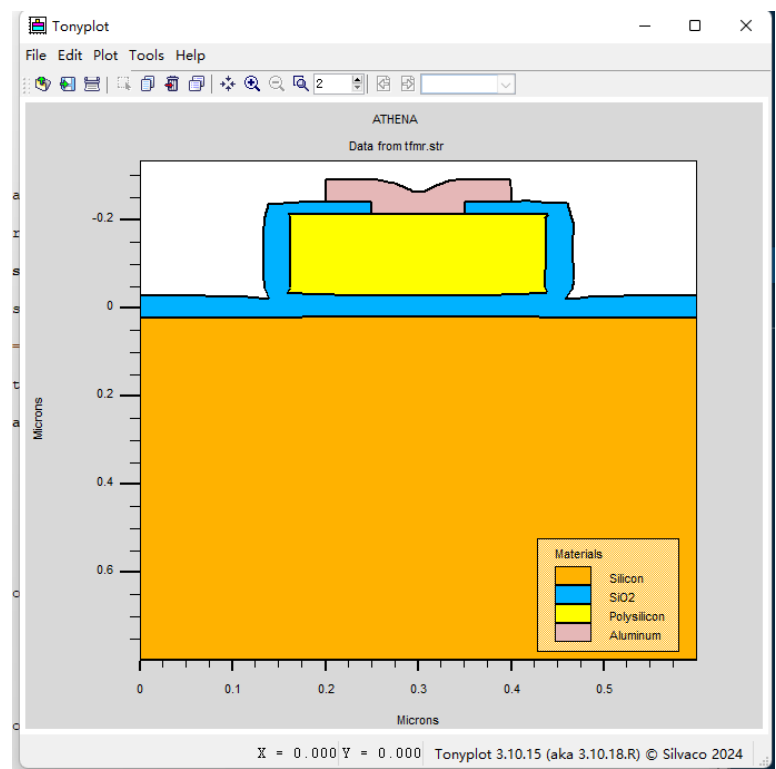 Tonyplot
File Edit Plot Tools Help
2
ATHENA
Data from tfmr.str
-0.2
0
0.2
0.4
0.6
Microns
Materials
Silicon
SiO2
Polysilicon
Aluminum
0 0.1 0.2 0.3 0.4 0.5
Microns
X = 0.000 Y = 0.000 Tonyplot 3.10.15 (aka 3.10.18.R) © Silvaco 2024